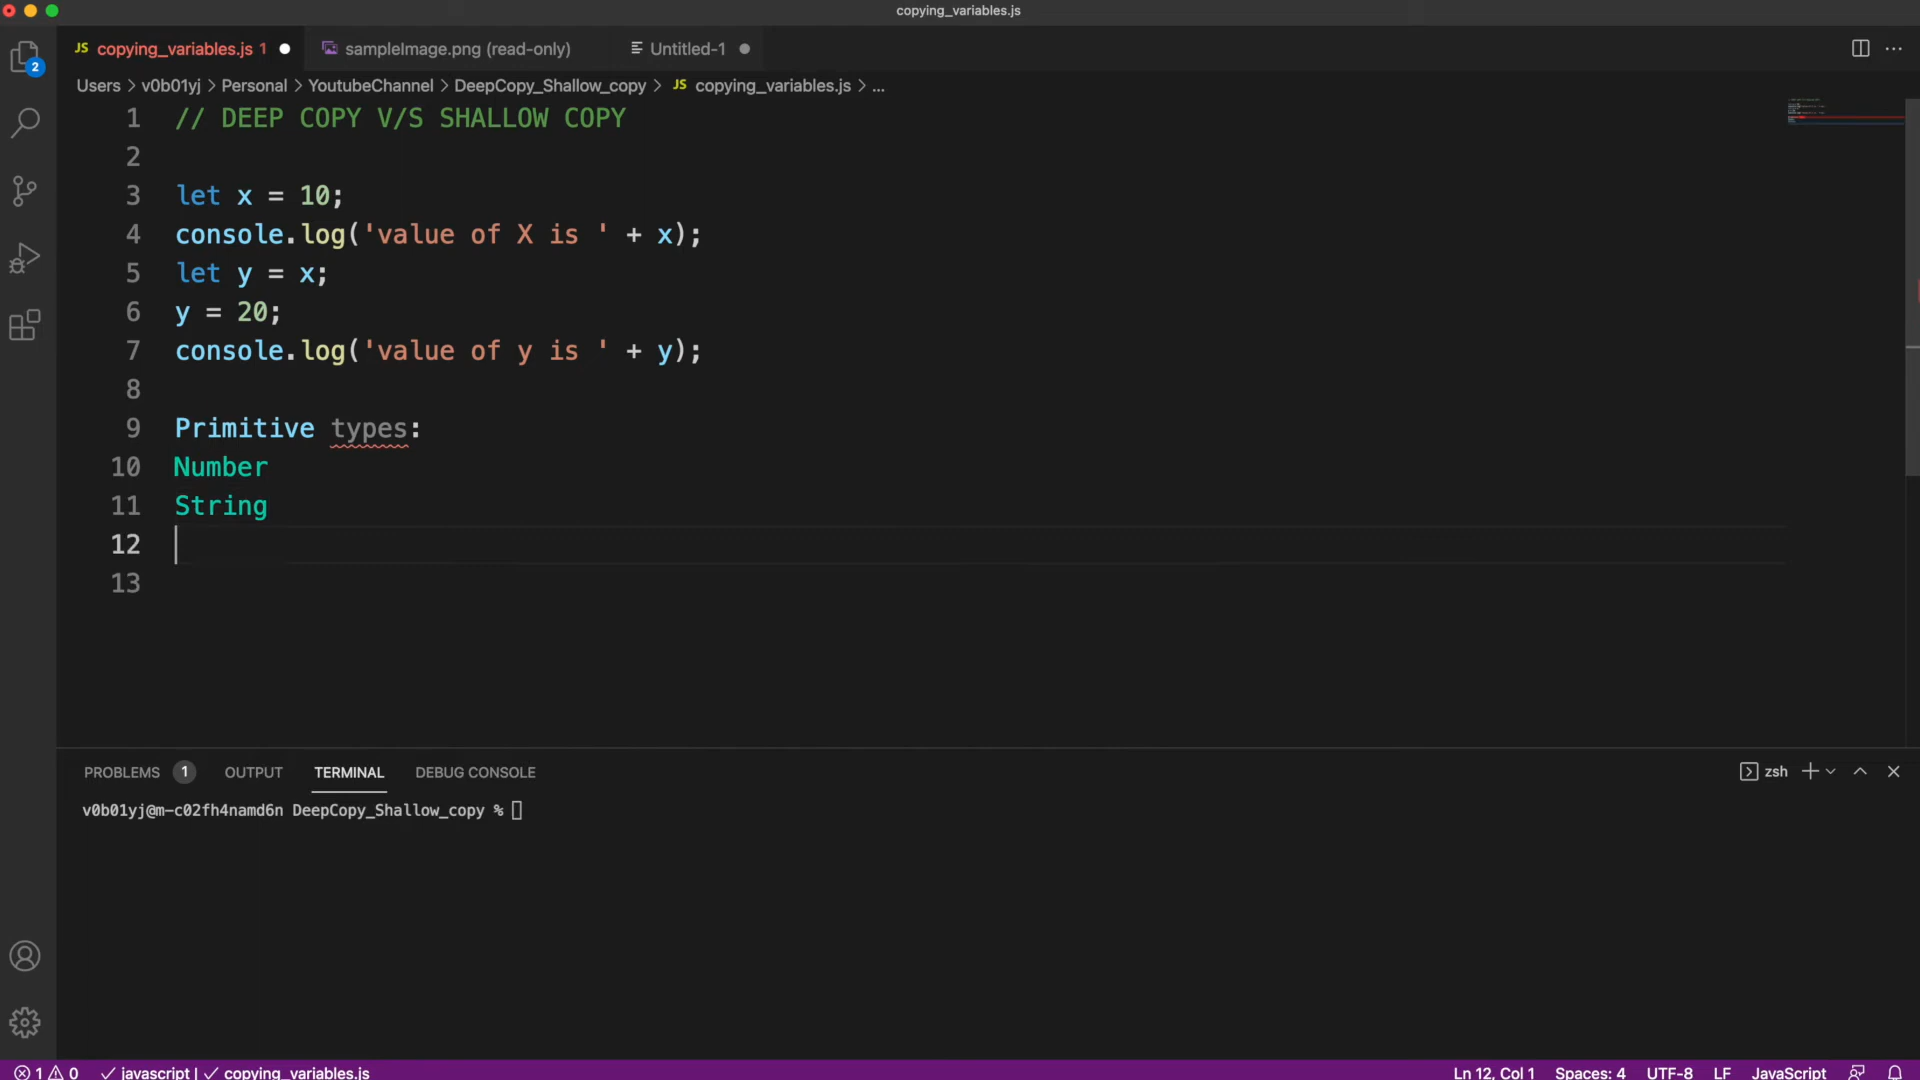 copying_variables.js
JS copying_variables.js 1
sampleImage.png (read-only)
Untitled-1
2
Users > v0b01yj > Personal > YoutubeChannel > DeepCopy_Shallow_copy > JS copying_variables.js > ...
1 // DEEP COPY V/S SHALLOW COPY
2
3 let x = 10;
4 console.log('value of X is ' + x);
5 let y = x;
6 y = 20;
7 console.log('value of y is ' + y);
8
9 Primitive types:
10 Number
11 String
12
13
PROBLEMS 1 OUTPUT TERMINAL DEBUG CONSOLE
zsh
v0b01yj@m-c02fh4namd6n DeepCopy_Shallow_copy %
1 0 javascript | copying_variables.js
Ln 12, Col 1 Spaces: 4 UTF-8 LF JavaScript